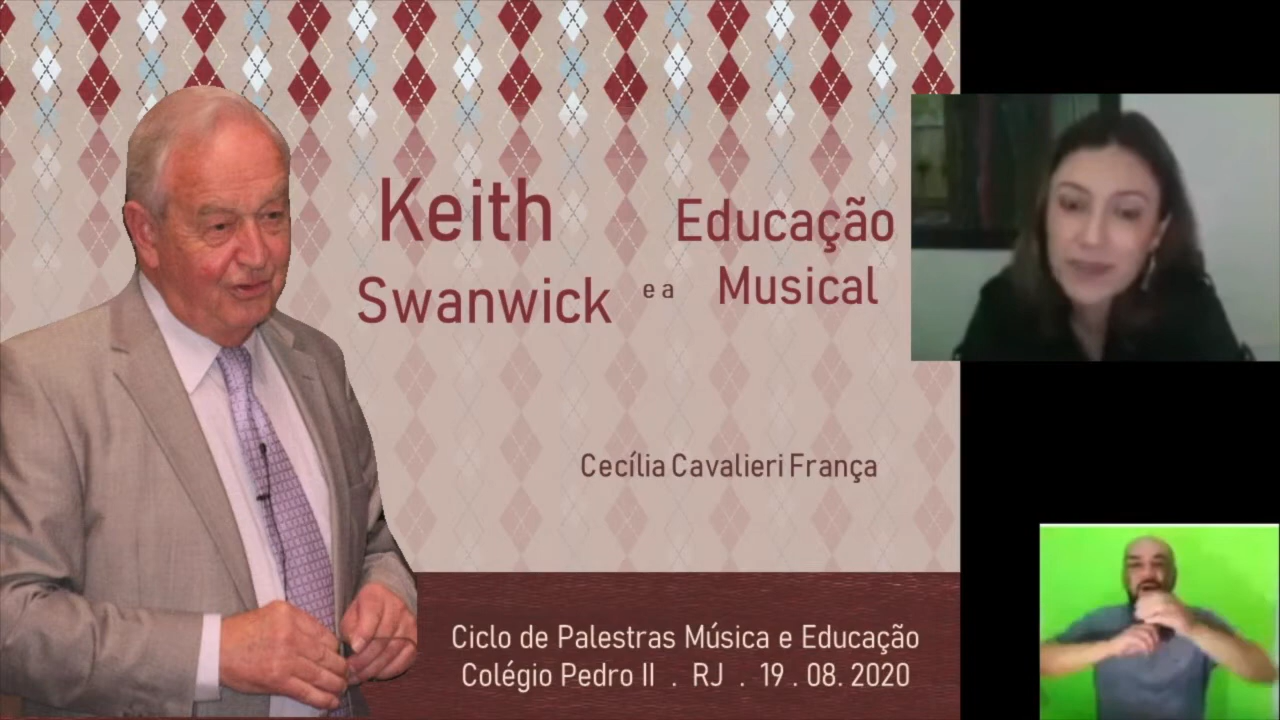 Keith
Swanwick
e a
Educação
Musical
Cecília Cavalieri França
Ciclo de Palestras Música e Educação
Colégio Pedro II . RJ . 19 . 08. 2020